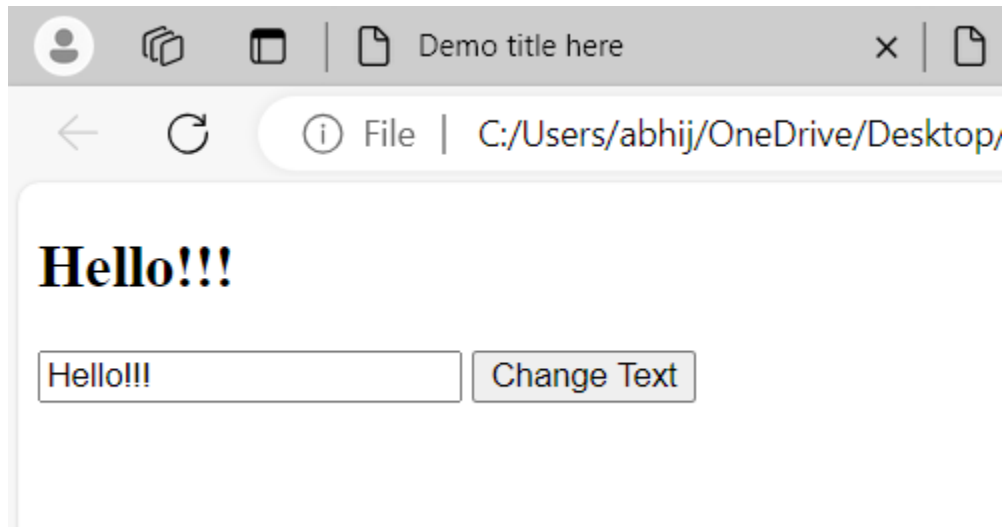 Demo title here
File | C:/Users/abhij/OneDrive/Desktop/
Hello!!!
Hello!!! Change Text